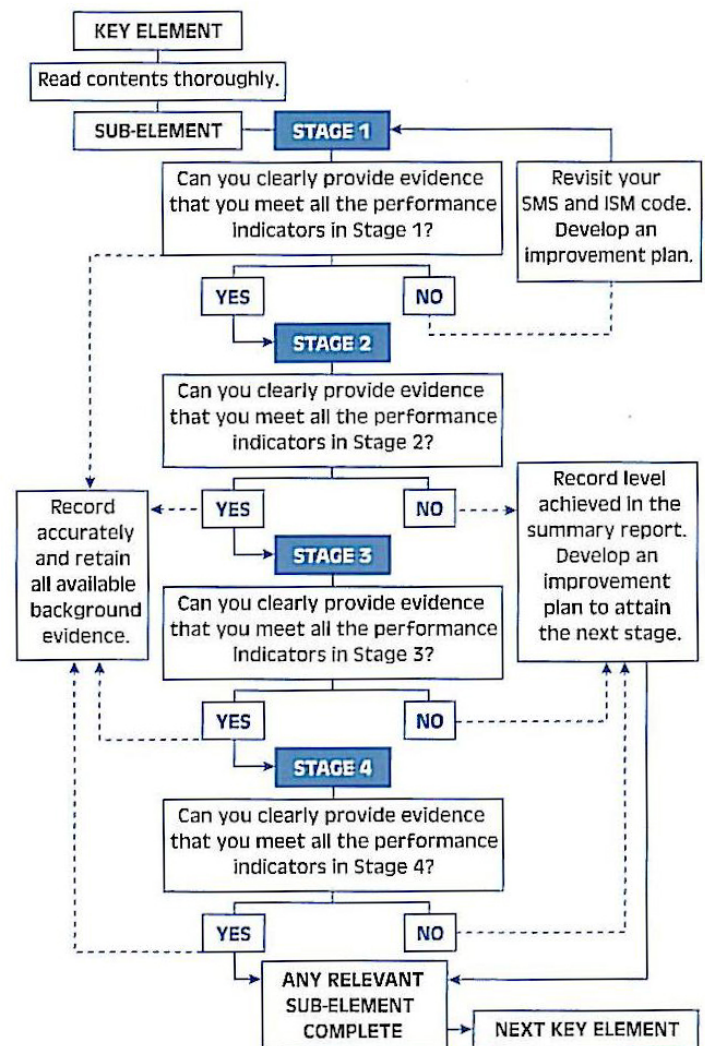 KEY ELEMENT
Read contents thoroughly.
SUB-ELEMENT
STAGE 1
Can you clearly provide evidence
that you meet all the performance
indicators in Stage 1?
Revisit your
SMS and ISM code.
Develop an
improvement plan.
YES
NO
STAGE 2
Can you clearly provide evidence
that you meet all the performance
indicators in Stage 2?
YES
NO
Record
accurately
and retain
all available
background
evidence.
Record level
achieved in the
summary report.
Develop an
improvement
plan to attain
the next stage.
STAGE 3
Can you clearly provide evidence
that you meet all the performance
indicators in Stage 3?
YES
NO
STAGE 4
Can you clearly provide evidence
that you meet all the performance
indicators in Stage 4?
YES
NO
ANY RELEVANT
SUB-ELEMENT
COMPLETE
NEXT KEY ELEMENT